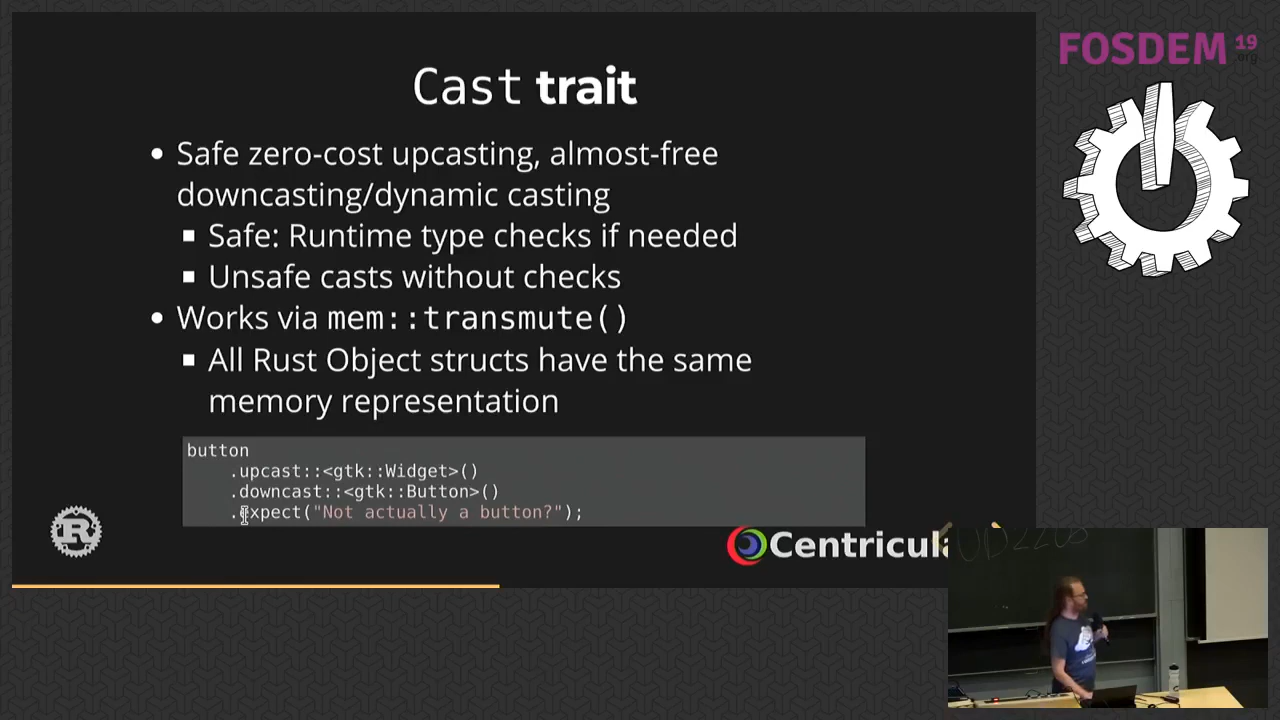 FOSDEM 19
.org
Cast trait
• Safe zero-cost upcasting, almost-free
downcasting/dynamic casting
▪ Safe: Runtime type checks if needed
▪ Unsafe casts without checks
• Works via mem::transmute()
▪ All Rust Object structs have the same
memory representation
button
.upcast::<gtk::Widget>()
.downcast::<gtk::Button>()
.expect("Not actually a button?");
R
Centricula